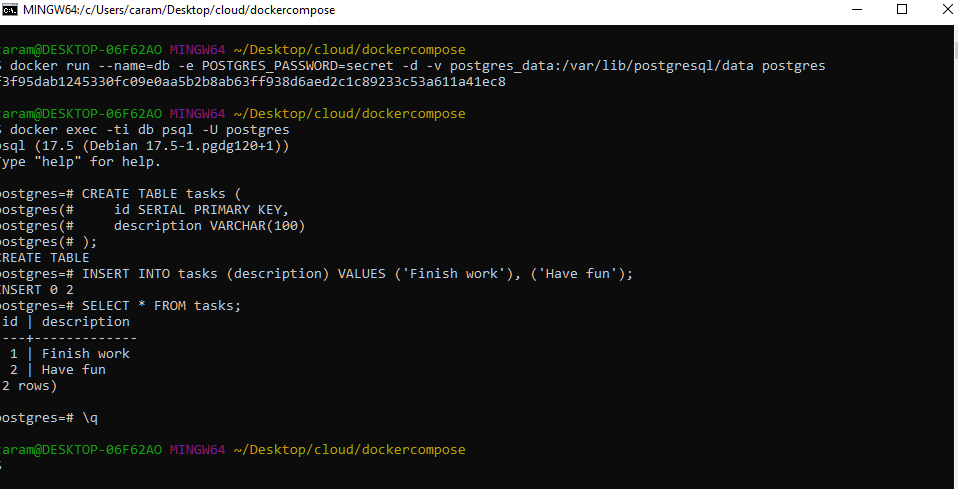 MINGW64:/c/Users/caram/Desktop/cloud/dockercompose
caram@DESKTOP-06F62AO MINGW64 ~/Desktop/cloud/dockercompose
$ docker run --name=db -e POSTGRES_PASSWORD=secret -d -v postgres_data:/var/lib/postgresql/data postgres
f3f95dab1245330fc09e0aa5b2b8ab63ff938d6aed2c1c89233c53a611a41ec8
caram@DESKTOP-06F62AO MINGW64 ~/Desktop/cloud/dockercompose
$ docker exec -ti db psql -U postgres
psql (17.5 (Debian 17.5-1.pgdg120+1))
Type "help" for help.
postgres=# CREATE TABLE tasks (
postgres(#     id SERIAL PRIMARY KEY,
postgres(#     description VARCHAR(100)
postgres(# );
CREATE TABLE
postgres=# INSERT INTO tasks (description) VALUES ('Finish work'), ('Have fun');
INSERT 0 2
postgres=# SELECT * FROM tasks;
 id | description
----+-------------
  1 | Finish work
  2 | Have fun
(2 rows)
postgres=# \q
caram@DESKTOP-06F62AO MINGW64 ~/Desktop/cloud/dockercompose
$